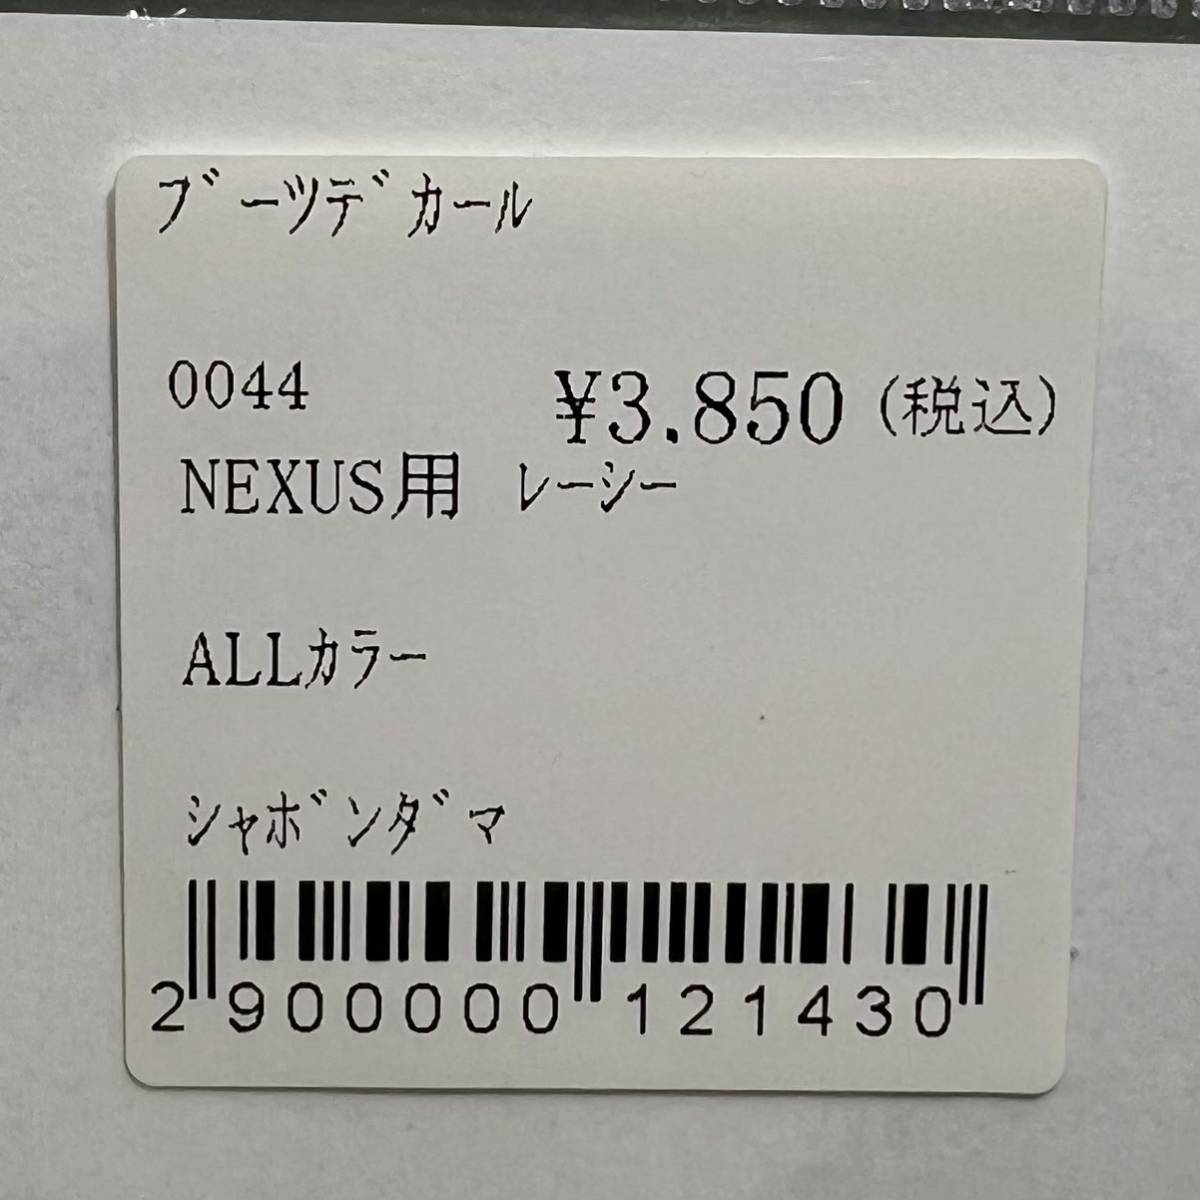 ﾌﾞｰﾂﾃﾞｶｰﾙ
0044 ¥3.850 (税込)
NEXUS用 ﾚｰｼｰ
ALLｶﾗｰ
ｼｬﾎﾞﾝﾀﾞﾏ
2 900000 121430